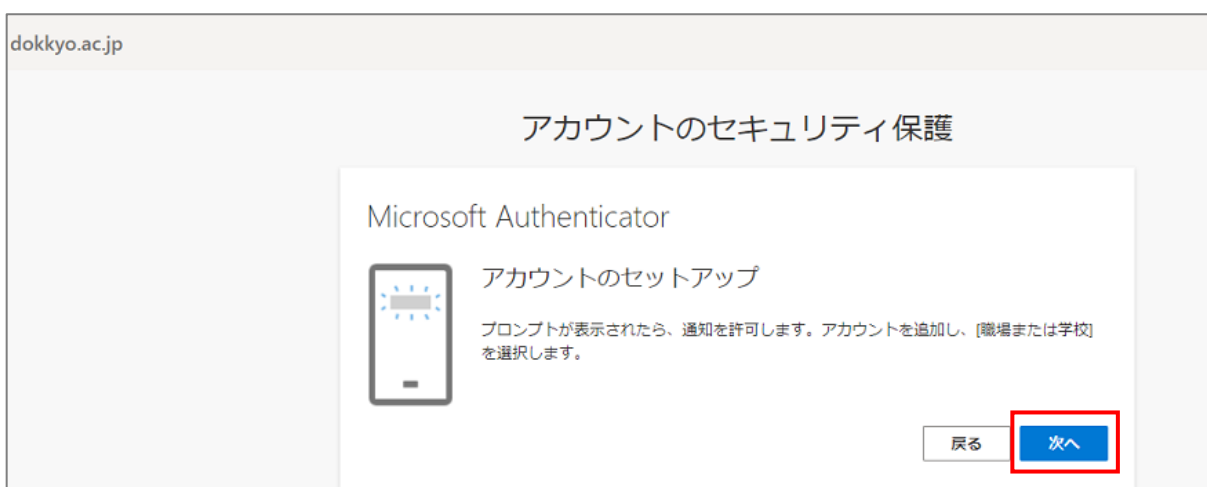 dokkyo.ac.jp
アカウントのセキュリティ保護
Microsoft Authenticator
アカウントのセットアップ
プロンプトが表示されたら、通知を許可します。アカウントを追加し、[職場または学校]
を選択します。
戻る
次へ